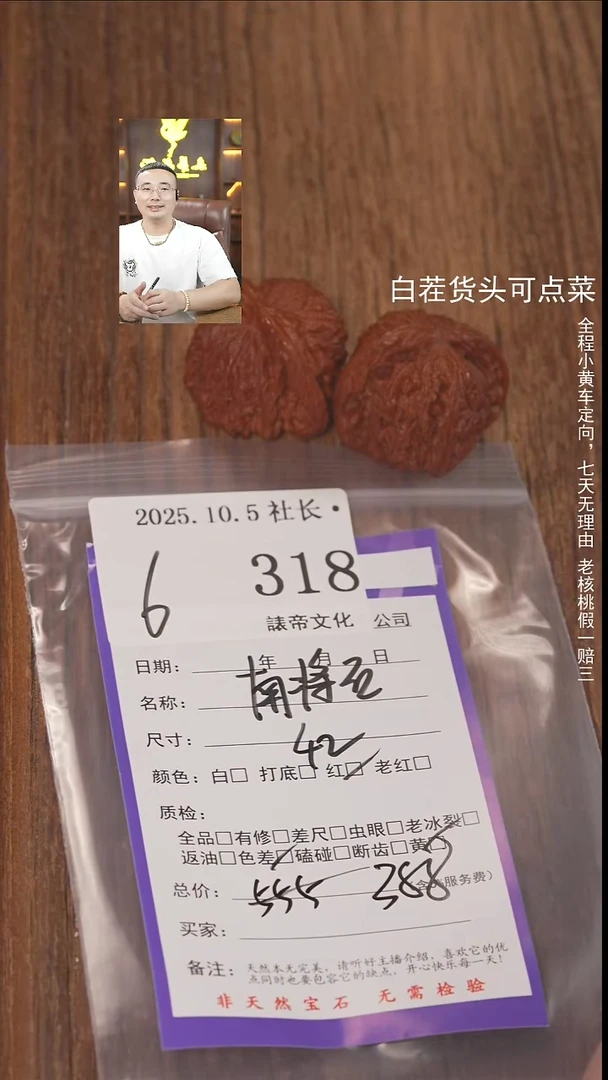 白茬货头可点菜
全程小黄车定向，七天无理由 老核桃假一赔三
2025.10.5社长·
6
318
諘帝文化 公司
日期：年 月 日
名称：南将石
尺寸：42
颜色：白□ 打底□ 红□ 老红□
质检：
全品□有修□差尺□虫眼□老冰裂□
返油□色差□磕碰□断齿□黄□
总价：555 388 服务费）
买家：
备注：天然本无完美，请听好主播介绍，喜欢它的优
点同时也要包容它的缺点，开心快乐每一天！
非天然宝石 无需检验